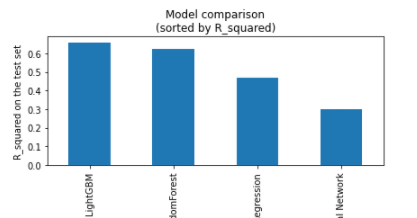 Model comparison
(sorted by R_squared)
R_squared on the test set
0.6
0.5
0.4
0.3
0.2
0.1
0.0
LightGBM
domForest
egression
al Network